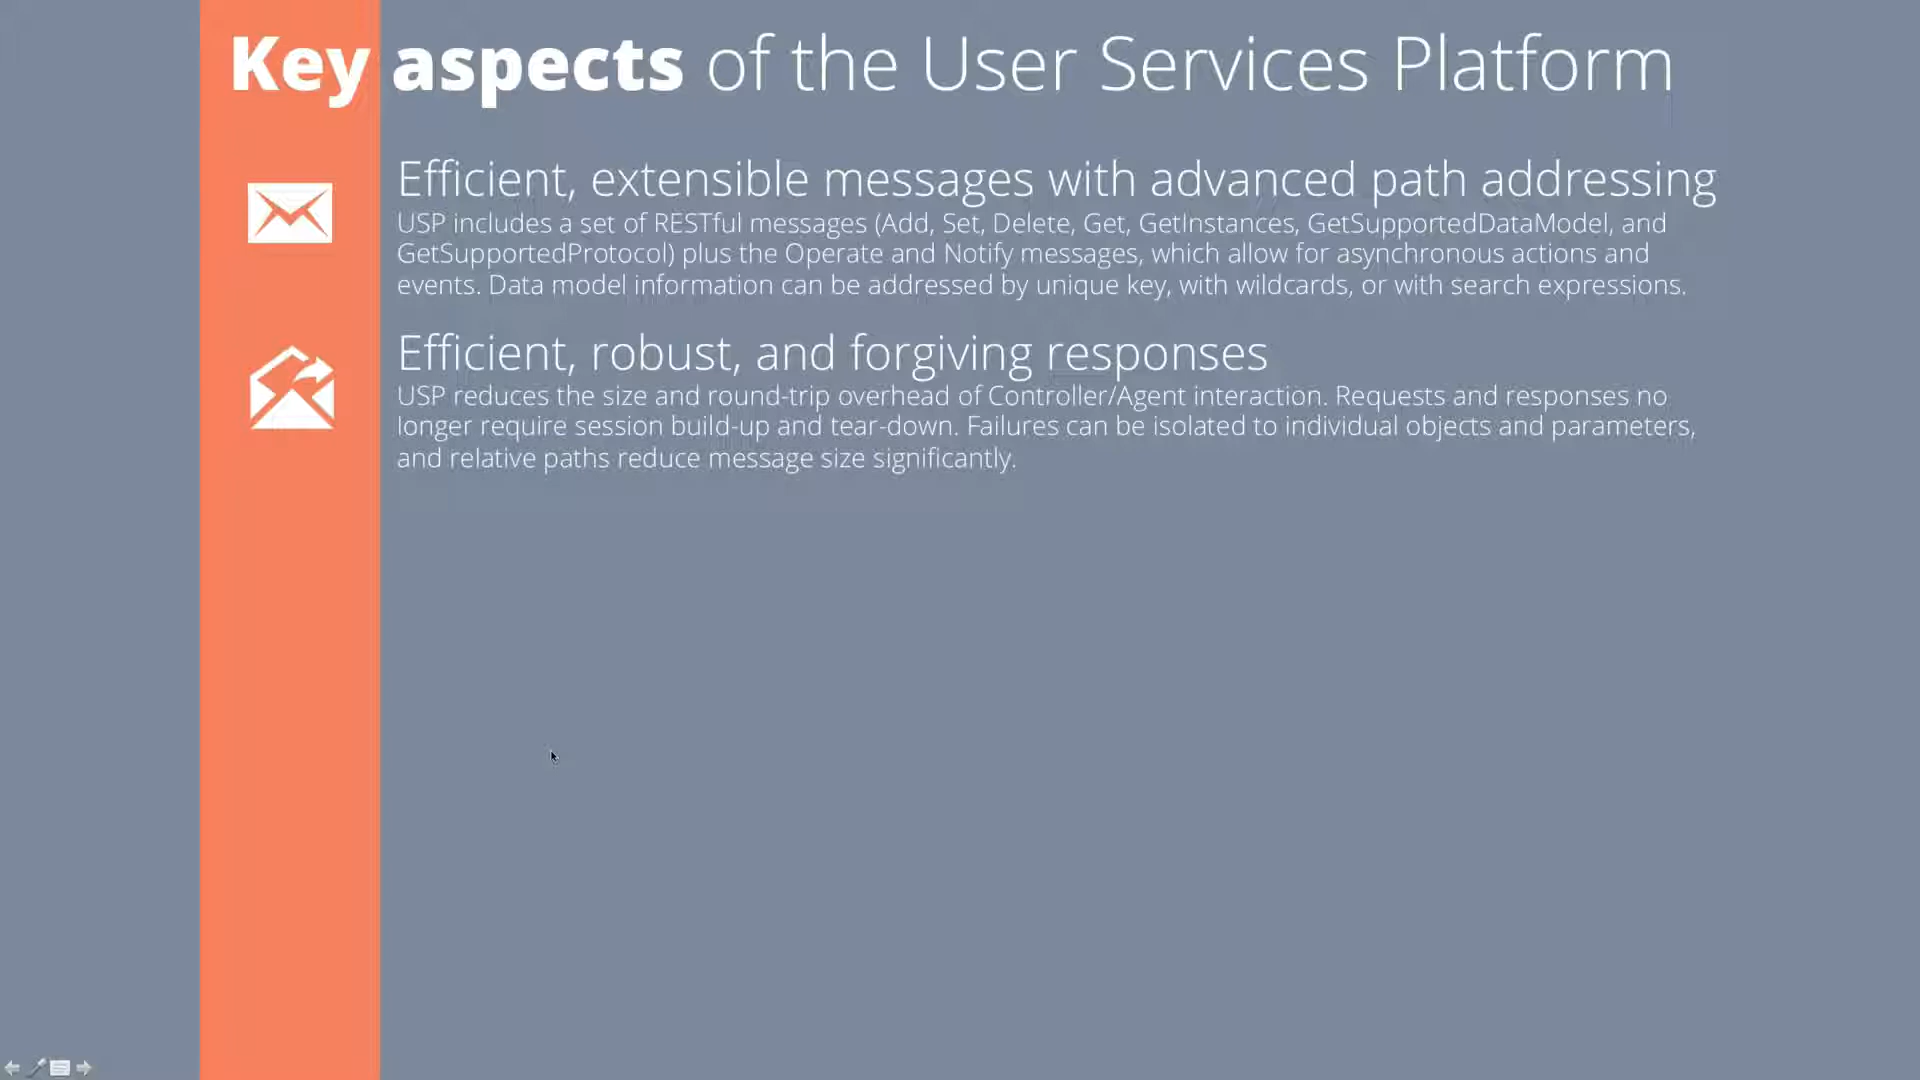 Key aspects of the User Services Platform
Efficient, extensible messages with advanced path addressing
USP includes a set of RESTful messages (Add, Set, Delete, Get, GetInstances, GetSupportedDataModel, and
GetSupportedProtocol) plus the Operate and Notify messages, which allow for asynchronous actions and
events. Data model information can be addressed by unique key, with wildcards, or with search expressions.
Efficient, robust, and forgiving responses
USP reduces the size and round-trip overhead of Controller/Agent interaction. Requests and responses no
longer require session build-up and tear-down. Failures can be isolated to individual objects and parameters,
and relative paths reduce message size significantly.